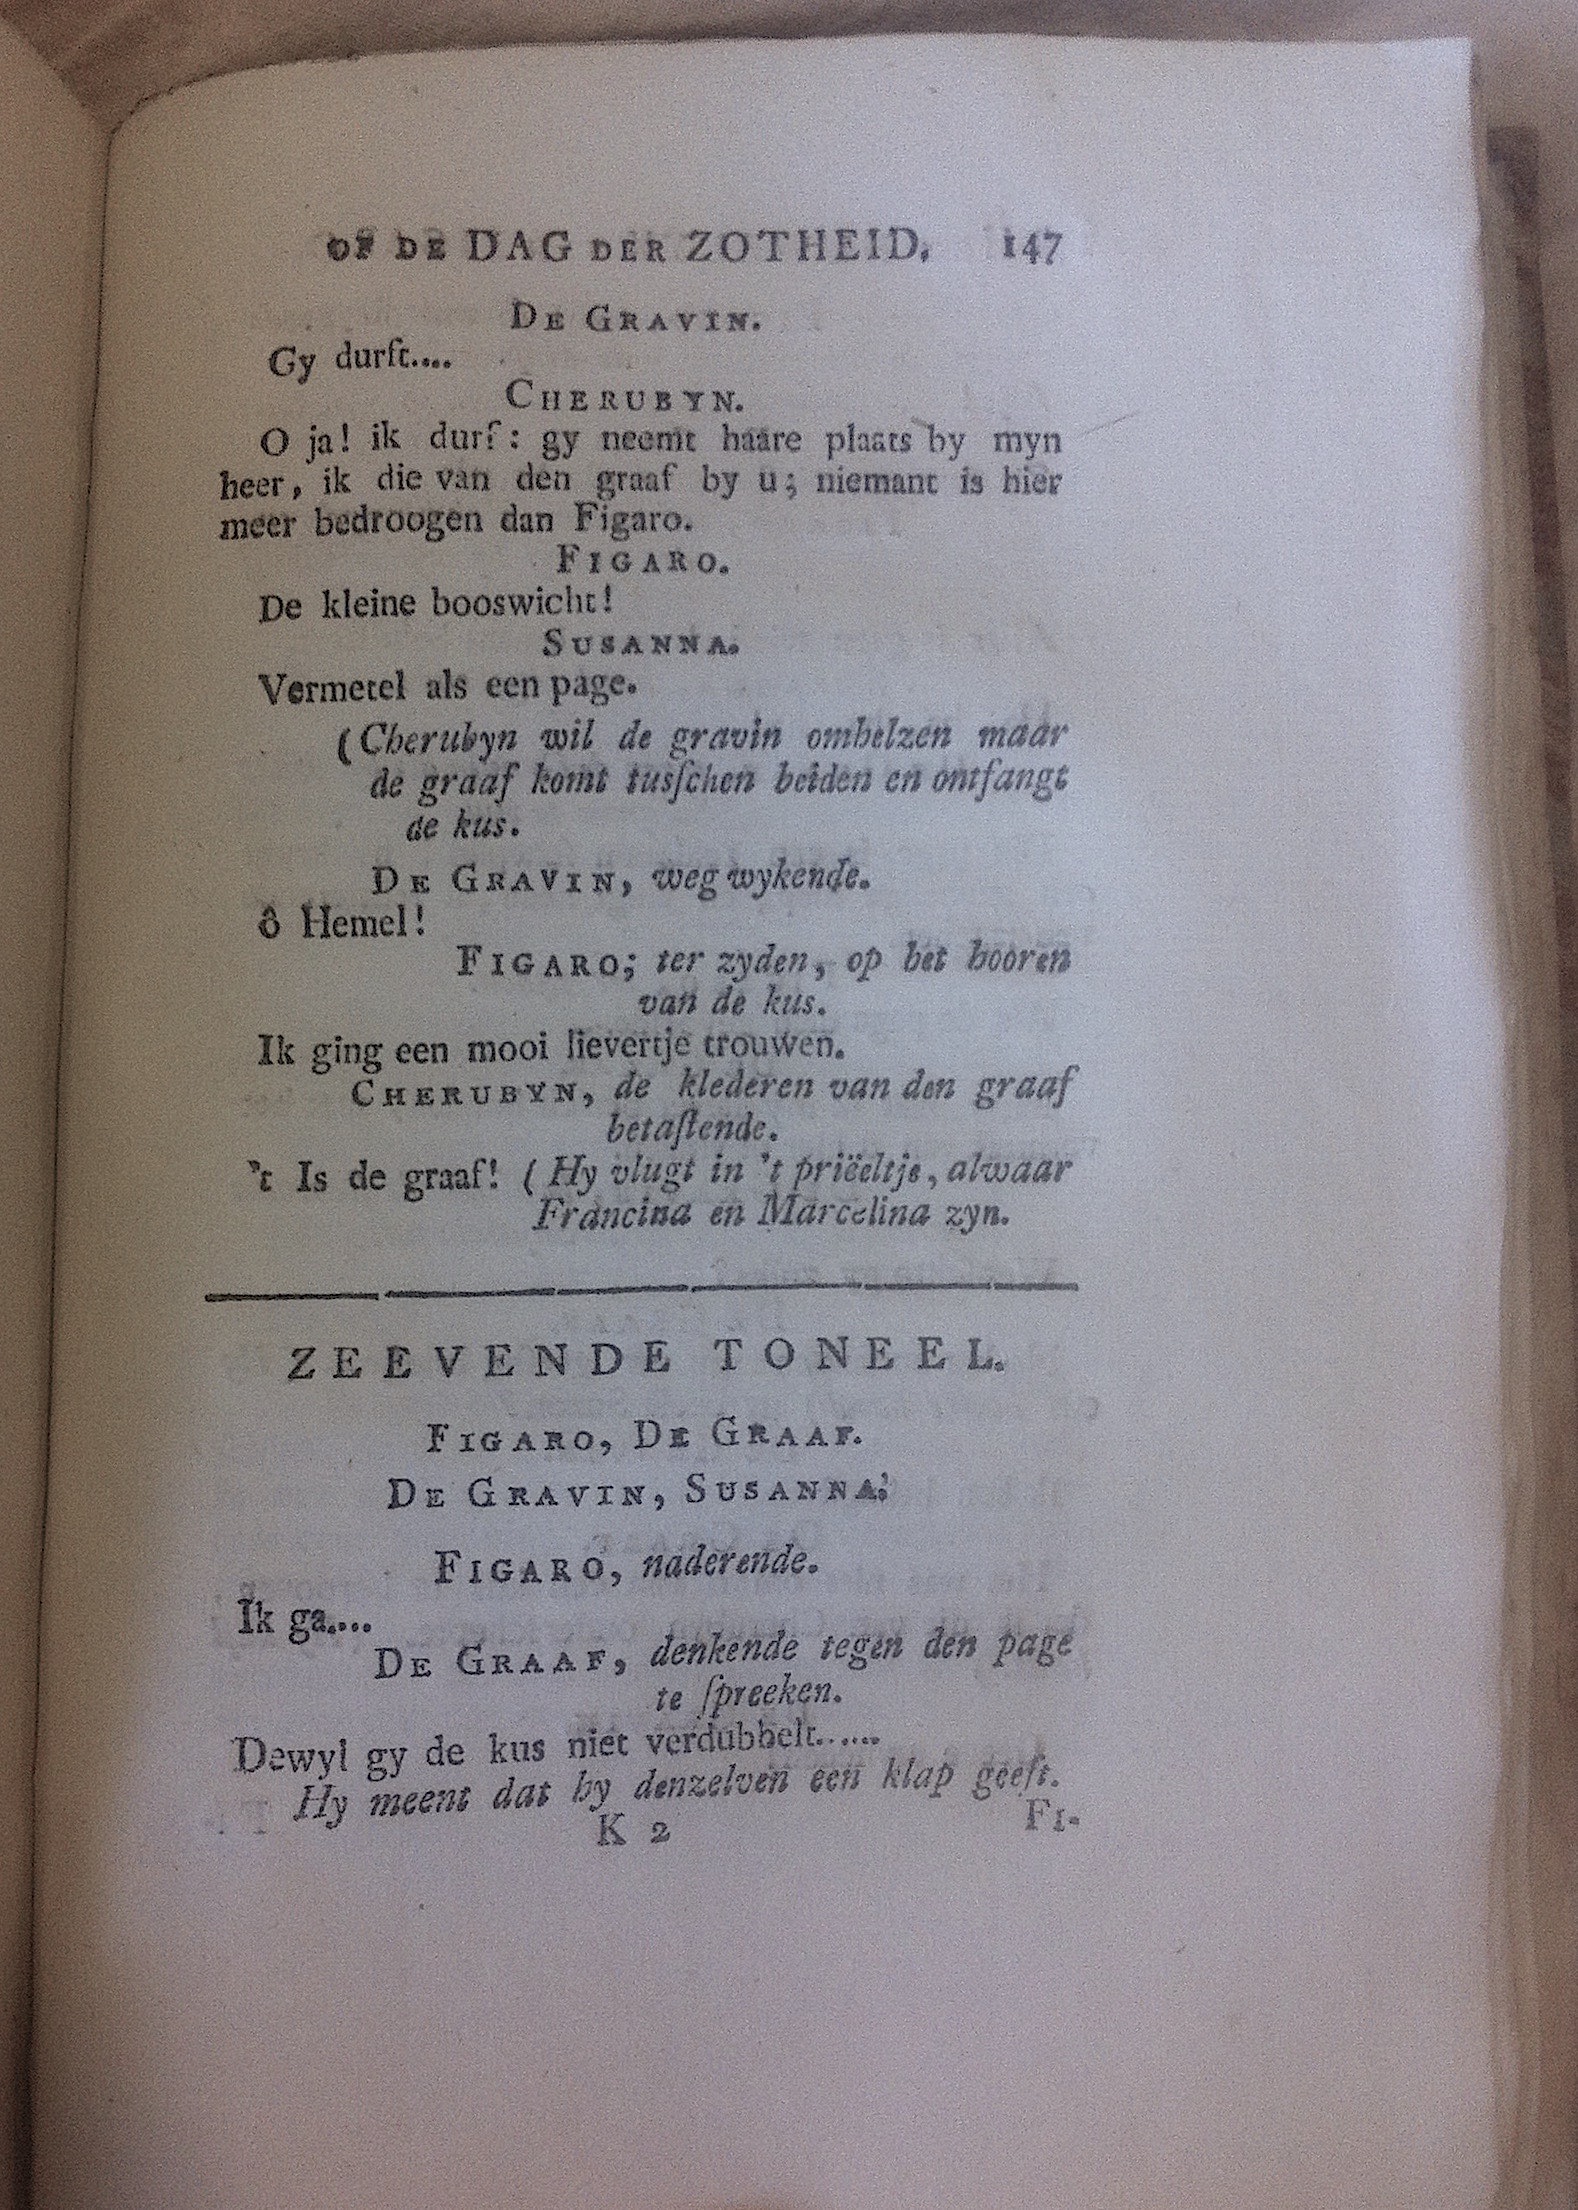 OF DE DAG DER ZOTHEID. 147
DE GRAVIN.
Gy durſt....
CHERUBYN.
O ja! ik durf: gy neemt haare plaats by myn
heer, ik die van den graaf by u; niemant is hier
meer bedroogen dan Figaro.
FIGARO.
De kleine booswicht!
SUSANNA.
Vermetel als een page.
(Cherubyn wil de gravin omhelzen maar
de graaf komt tusſchen beiden en ontfangt
de kus.
DE GRAVIN, weg wykende.
ô Hemel!
FIGARO; ter zyden, op het hooren
van de kus.
Ik ging een mooi lievertje trouwen.
CHERUBYN, de klederen van den graaf
betaſtende.
't Is de graaf! (Hy vlugt in 't priëeltje, alwaar
Francina en Marcelina zyn.
ZEEVENDE TONEEL.
FIGARO, DE GRAAF.
DE GRAVIN, SUSANNA.
FIGARO, naderende.
Ik ga....
DE GRAAF, denkende tegen den page
te ſpreeken.
Dewyl gy de kus niet verdubbelt......
Hy meent dat hy denzelven een klap geeft.
K 2 FI-